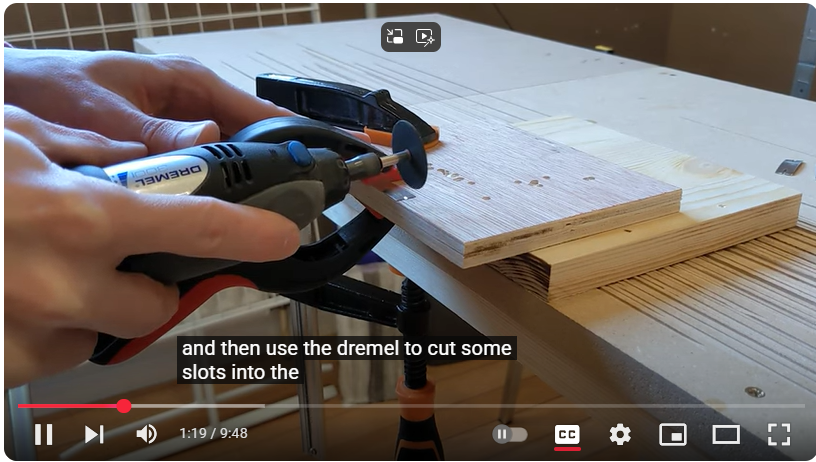 DREMEL
and then use the dremel to cut some
slots into the
1:19 / 9:48
CC